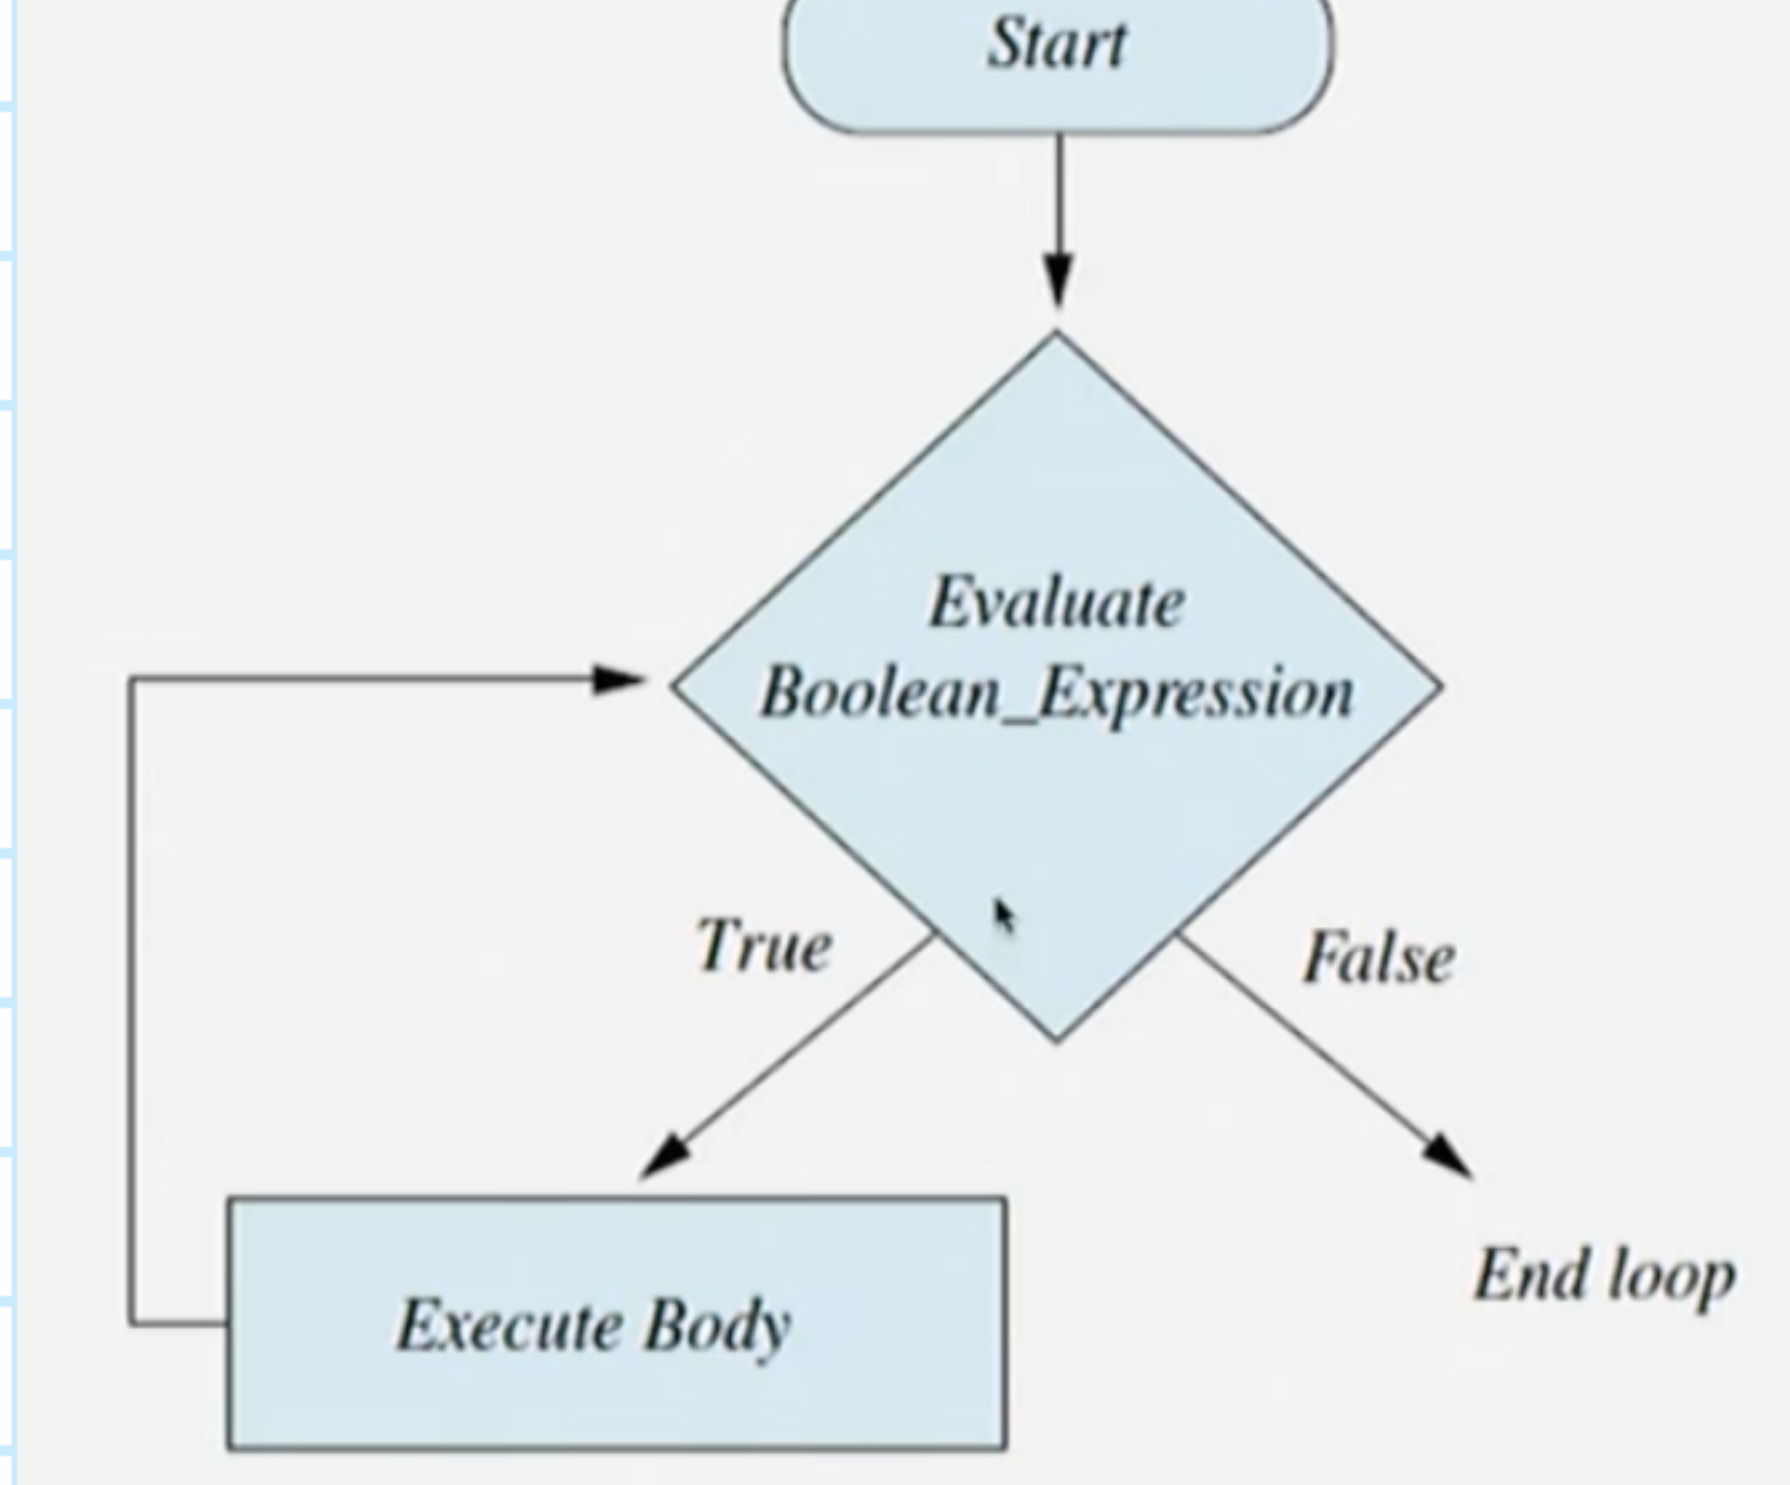 Start
Evaluate
Boolean_Expression
True
False
End loop
Execute Body